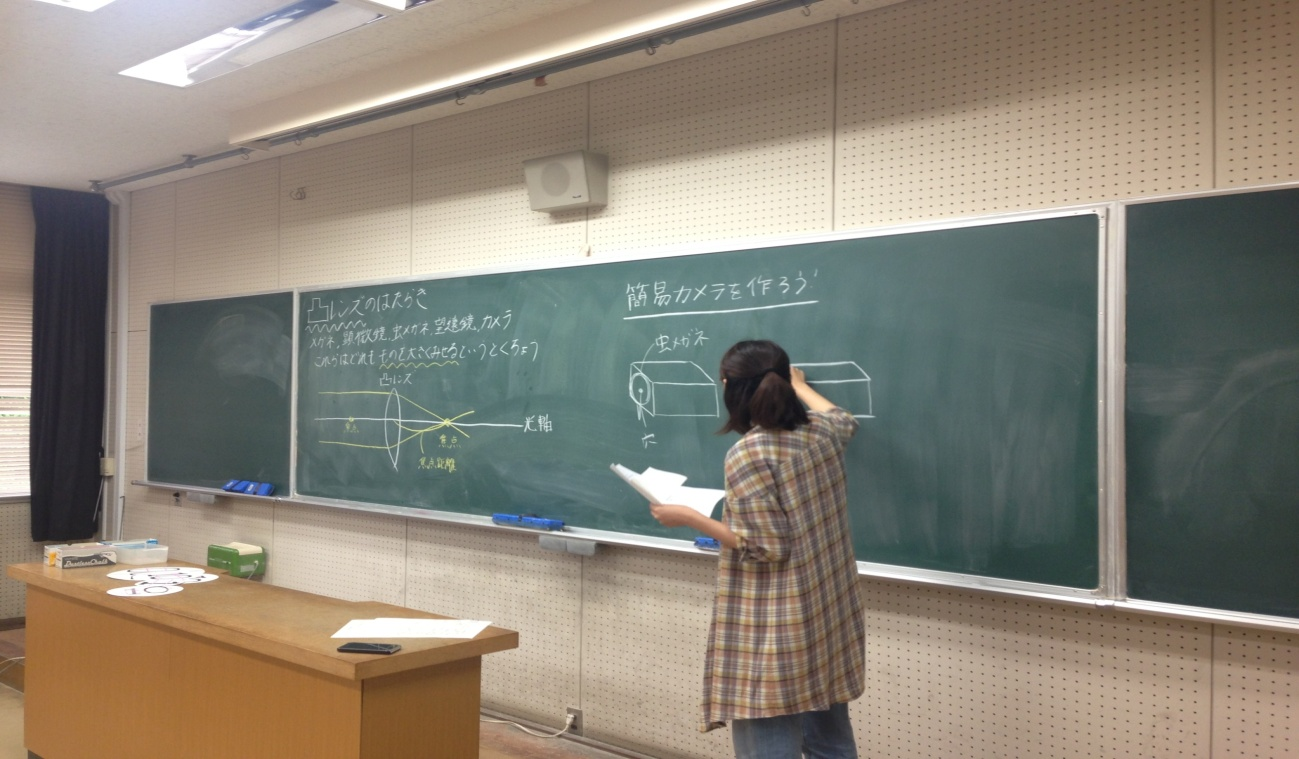 凸レンズのはたらき
メガネ、顕微鏡、虫メガネ、望遠鏡、カメラ
これらはどれもものを大きくみせるというとくちょう
凸レンズ
焦点
光軸
焦点
焦点距離
簡易カメラを作ろう!
虫メガネ
穴
DustlessChalk